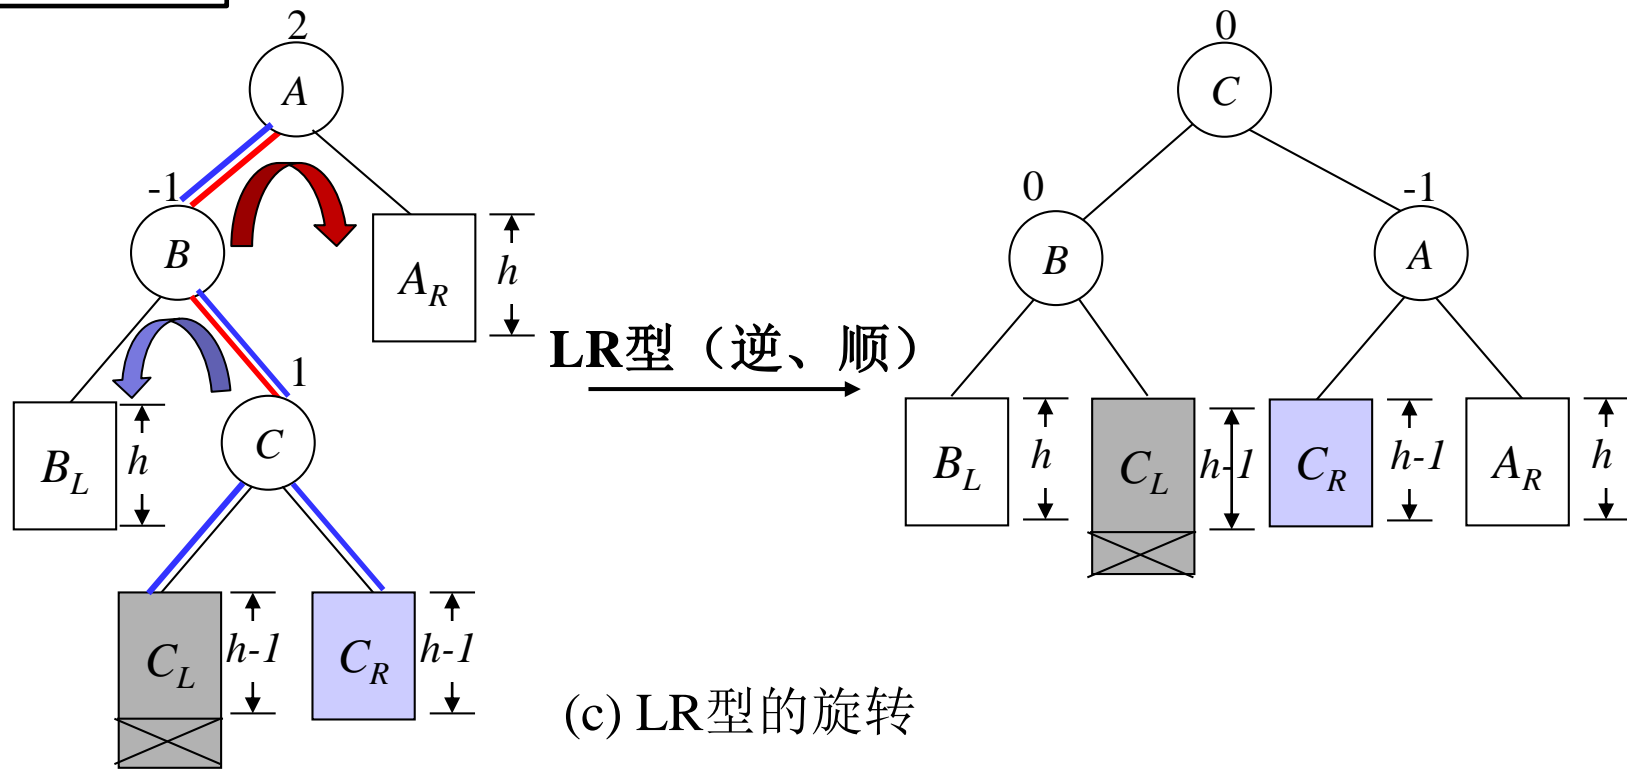 2
0
A
C
-1
0
-1
B
A_R
h
B
A
LR型（逆、顺）
1
B_L
h
C
B_L
h
C_L
h-1
C_R
h-1
A_R
h
C_L
h-1
C_R
h-1
(c) LR型的旋转